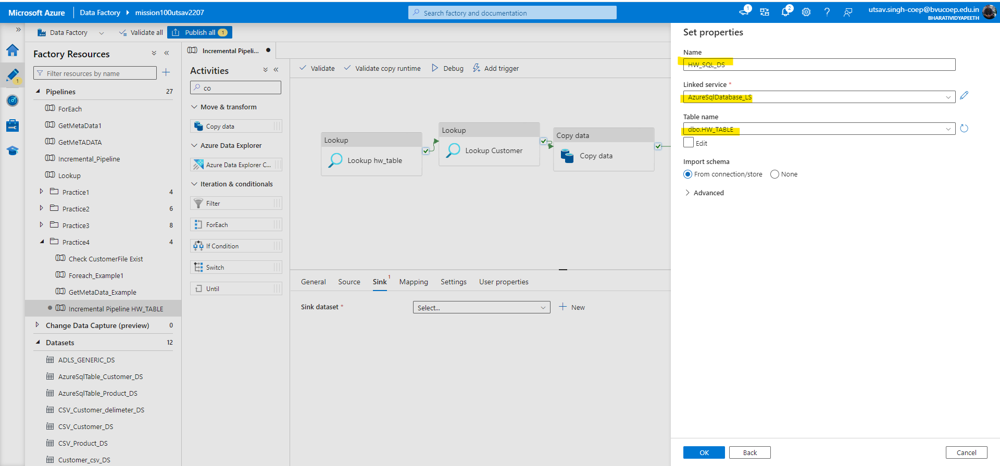 Microsoft Azure
Data Factory
mission100utsav2207
Search factory and documentation
1
2
utsav.singh-coep@bvucoep.edu.in
BHARATIVIDYAPEETH
Data Factory
Validate all
Publish all
1
1
Factory Resources
Filter resources by name
Pipelines
27
ForEach
GetMetaData1
GetMeTADATA
Incremental_Pipeline
Lookup
Practice1
4
Practice2
6
Practice3
8
Practice4
4
Check CustomerFile Exist
Foreach_Example1
GetMetaData_Example
Incremental Pipeline HW_TABLE
Change Data Capture (preview)
0
Datasets
12
ADLS_GENERIC_DS
AzureSqlTable_Customer_DS
AzureSqlTable_Product_DS
CSV_Customer_delimeter_DS
CSV_Customer_DS
CSV_Product_DS
Customer_csv_DS
Incremental Pipeli...
Activities
co
Move & transform
Copy data
Azure Data Explorer
Azure Data Explorer C...
Iteration & conditionals
Filter
ForEach
If Condition
Switch
Until
Validate
Validate copy runtime
Debug
Add trigger
Lookup
Lookup hw_table
Lookup
Lookup Customer
Copy data
Copy data
General
Source
Sink
1
Mapping
Settings
User properties
Sink dataset *
Select...
New
Set properties
Name
HW_SQL_DS
Linked service *
AzureSqlDatabase_LS
Table name
dbo.HW_TABLE
Edit
Import schema
From connection/store
None
Advanced
OK
Back
Cancel